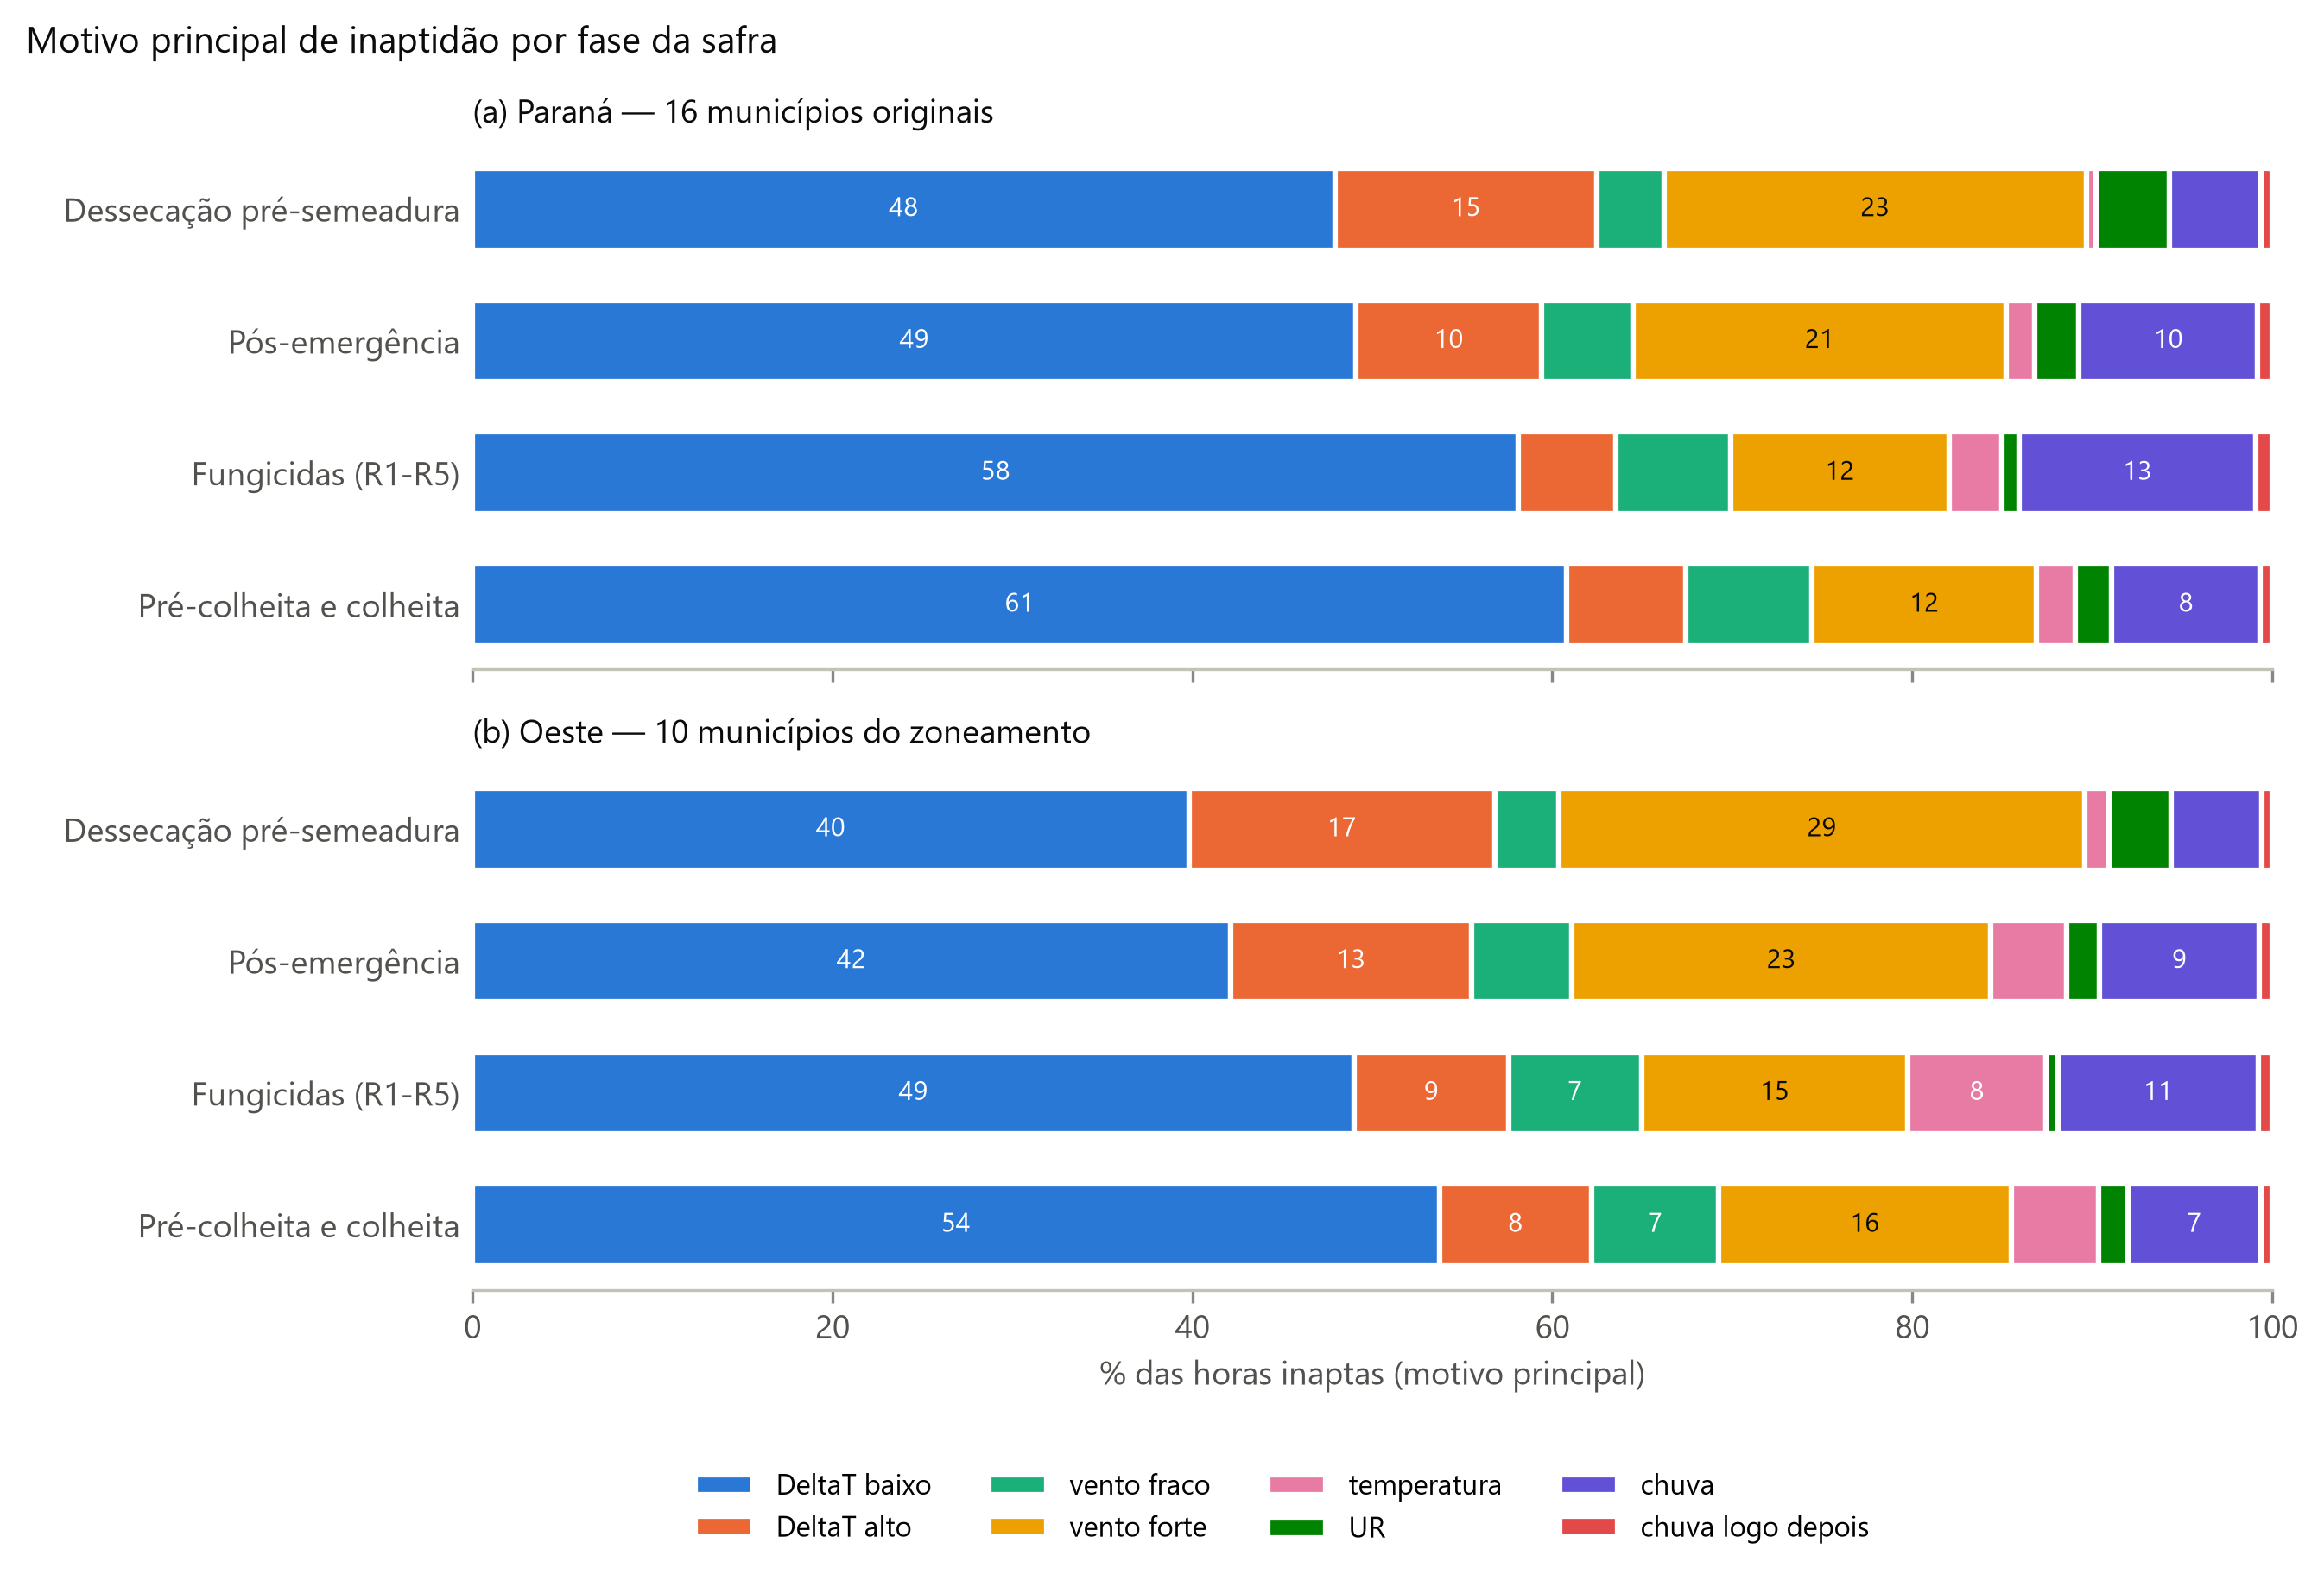 Motivo principal de inaptidão por fase da safra
(a) Paraná — 16 municípios originais
Dessecação pré-semeadura 48 15 23
Pós-emergência 49 10 21 10
Fungicidas (R1-R5) 58 12 13
Pré-colheita e colheita 61 12 8
(b) Oeste — 10 municípios do zoneamento
Dessecação pré-semeadura 40 17 29
Pós-emergência 42 13 23 9
Fungicidas (R1-R5) 49 9 7 15 8 11
Pré-colheita e colheita 54 8 7 16 7
0 20 40 60 80 100
% das horas inaptas (motivo principal)
DeltaT baixo vento fraco temperatura chuva
DeltaT alto vento forte UR chuva logo depois